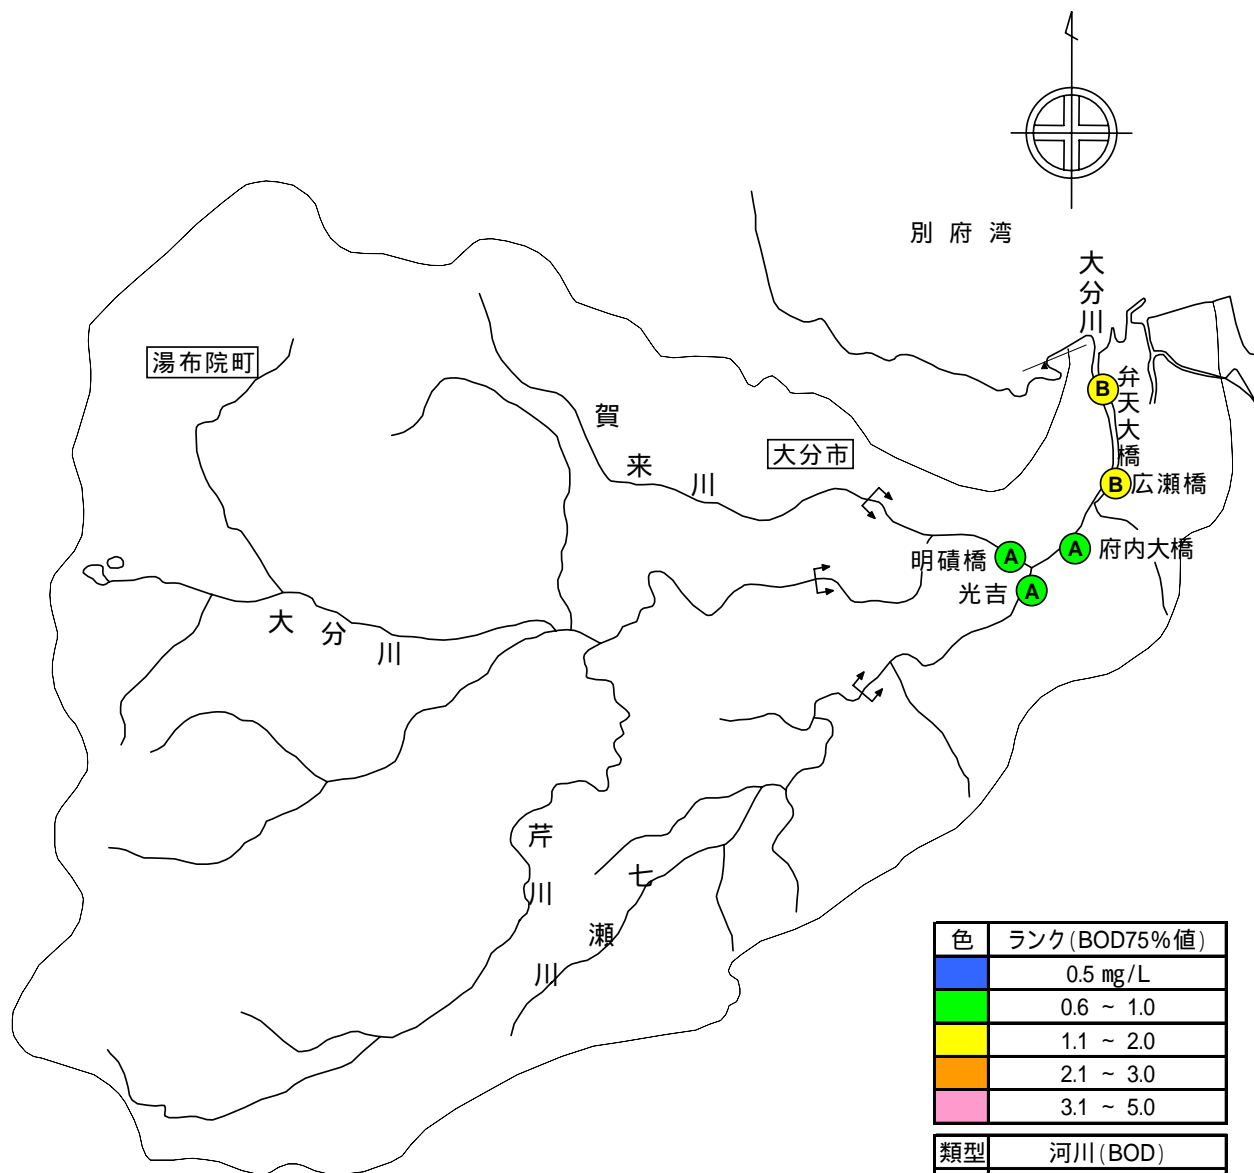 別府湾
大分川
湯布院町
弁天大橋
B
賀来川
大分市
B 広瀬橋
明磧橋 A
A 府内大橋
光吉 A
大分川
芹川
七瀬川
色 ランク(BOD75%値)
0.5 mg/L
0.6 ~ 1.0
1.1 ~ 2.0
2.1 ~ 3.0
3.1 ~ 5.0
類型 河川(BOD)